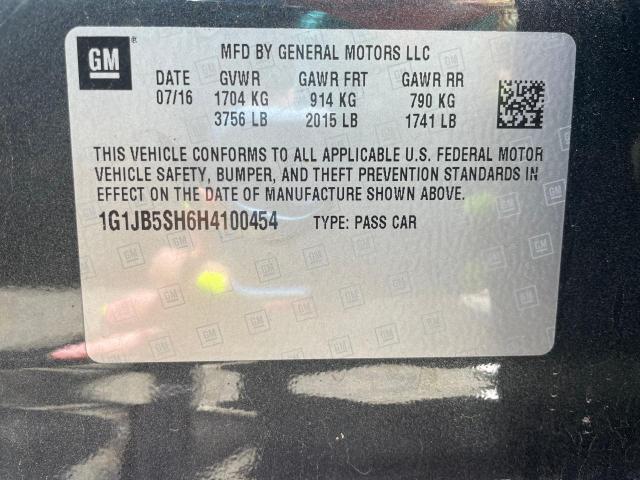 GM
MFD BY GENERAL MOTORS LLC
DATE GVWR GAWR FRT GAWR RR
07/16 1704 KG 914 KG 790 KG
3756 LB 2015 LB 1741 LB
THIS VEHICLE CONFORMS TO ALL APPLICABLE U.S. FEDERAL MOTOR
VEHICLE SAFETY, BUMPER, AND THEFT PREVENTION STANDARDS IN
EFFECT ON THE DATE OF MANUFACTURE SHOWN ABOVE.
1G1JB5SH6H4100454 TYPE: PASS CAR